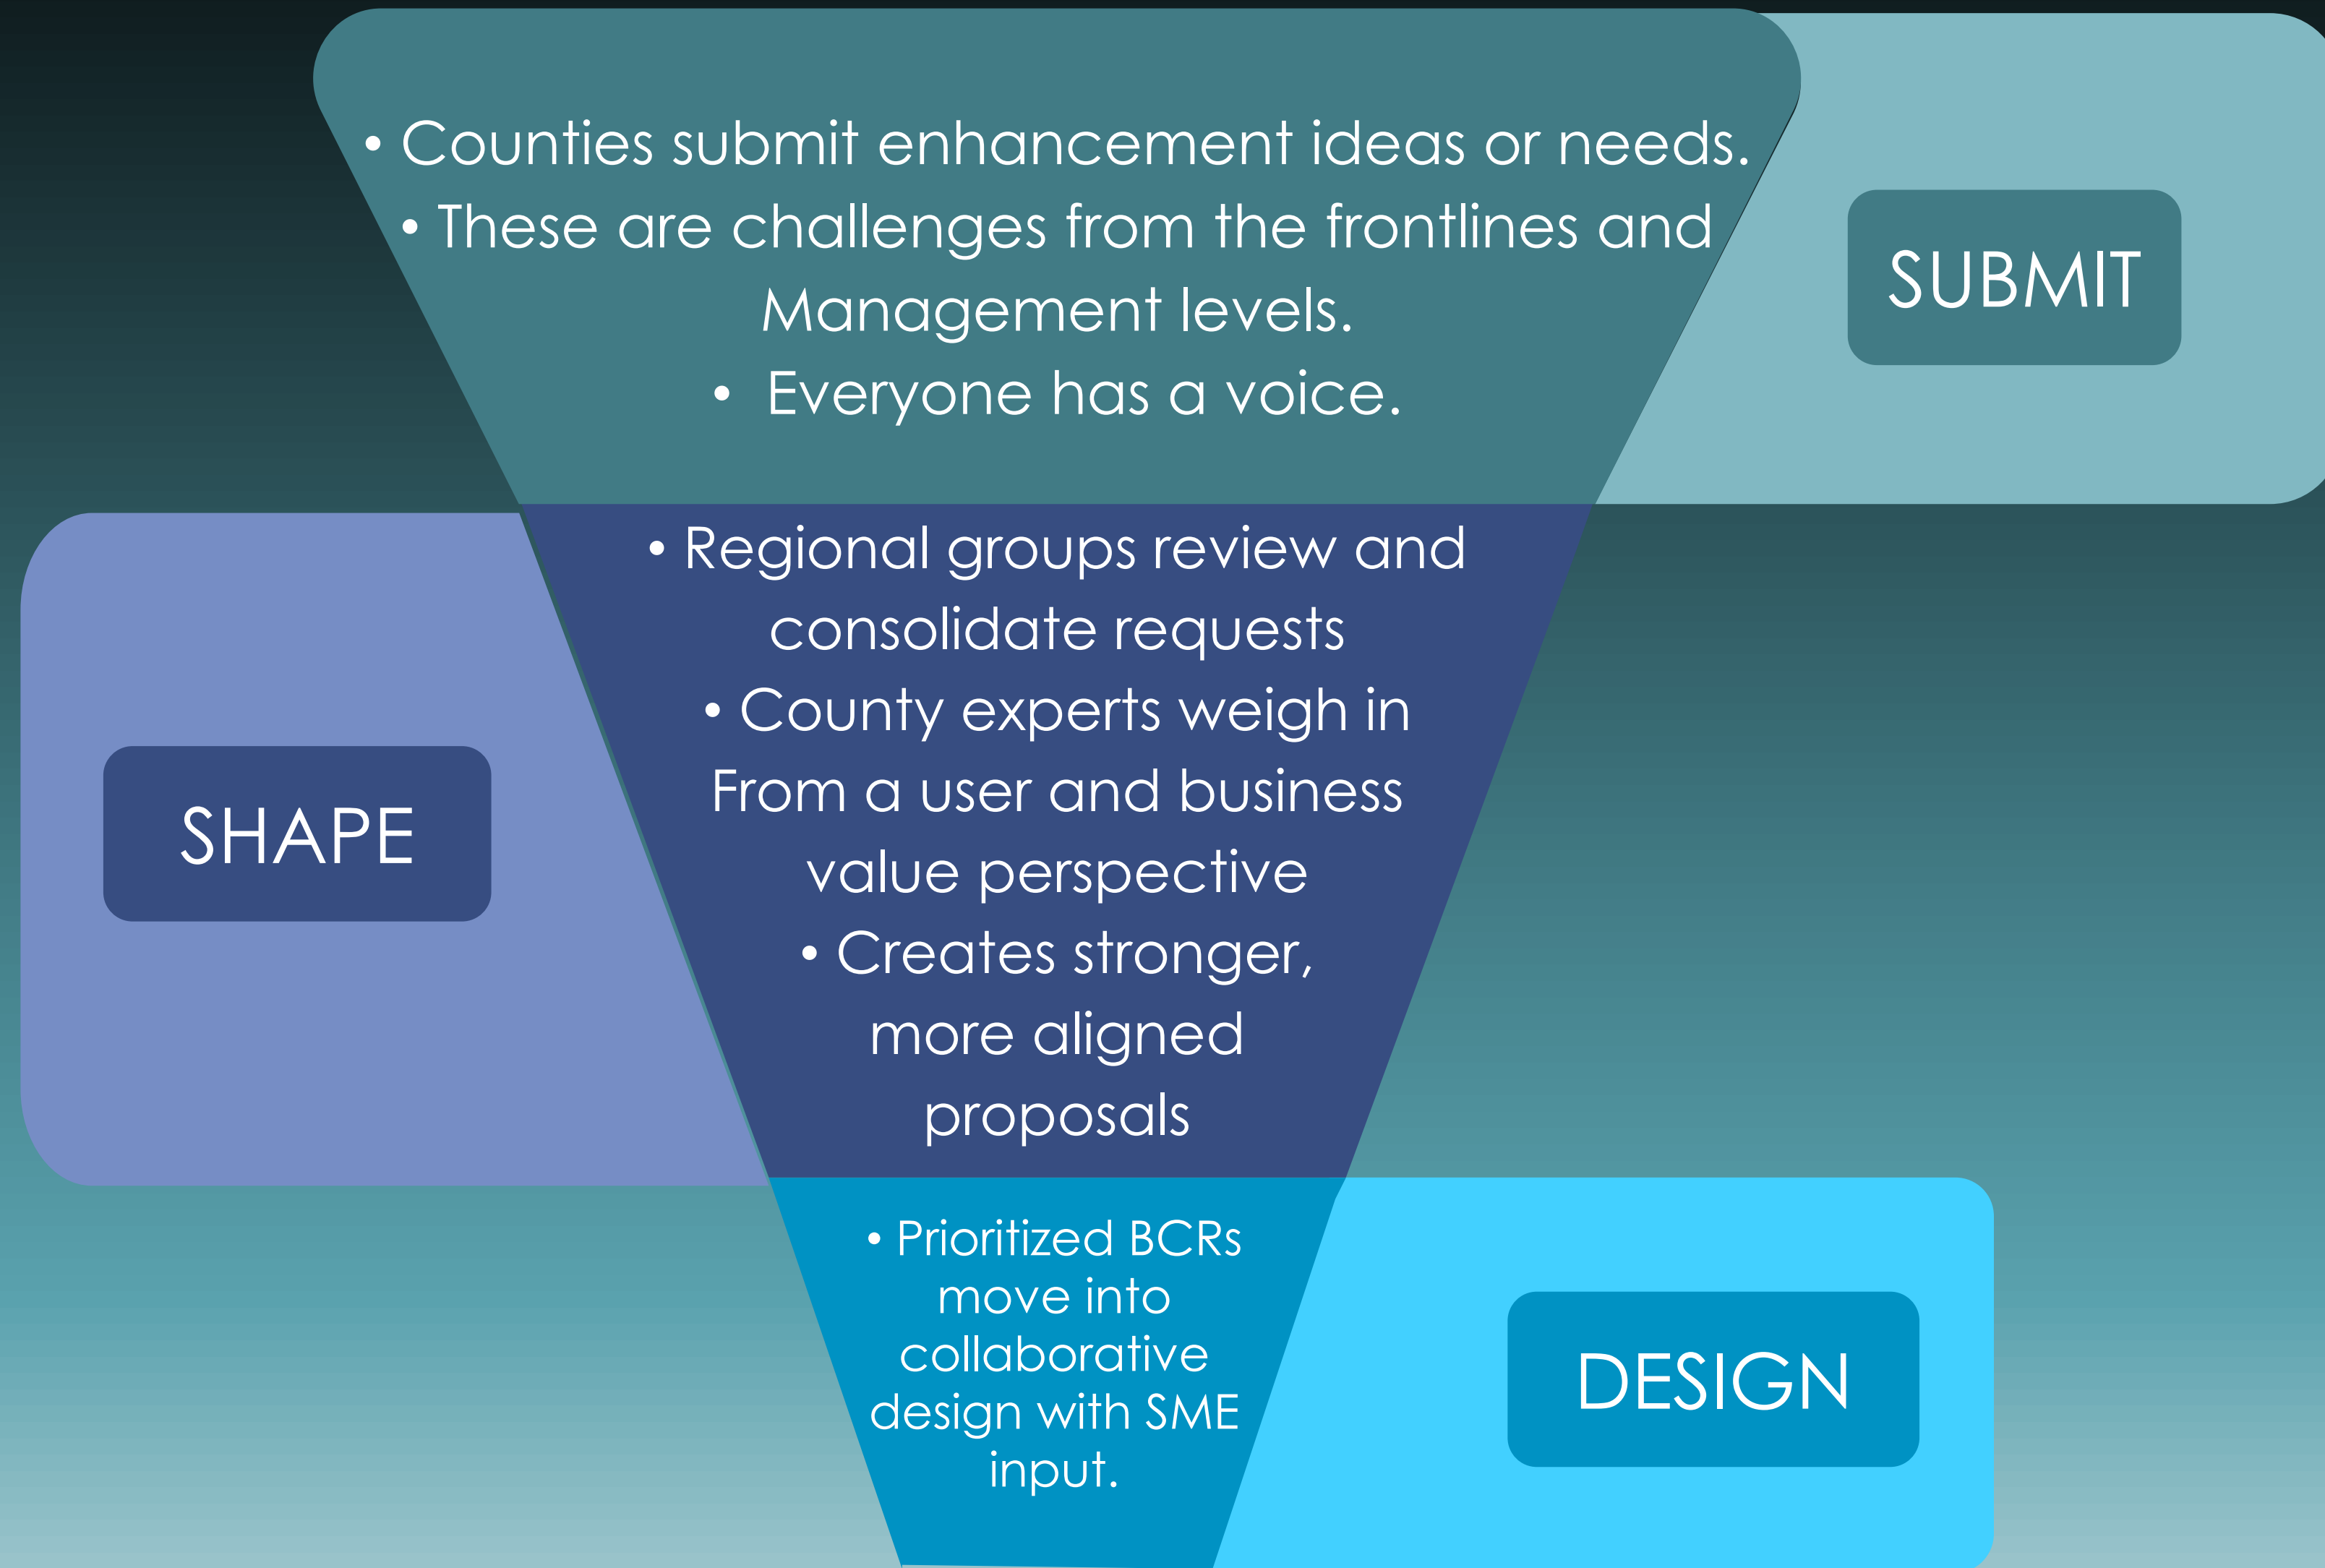 • Counties submit enhancement ideas or needs.
• These are challenges from the frontlines and
Management levels.
• Everyone has a voice.
SUBMIT
• Regional groups review and
consolidate requests
• County experts weigh in
From a user and business
value perspective
• Creates stronger,
more aligned
proposals
SHAPE
• Prioritized BCRs
move into
collaborative
design with SME
input.
DESIGN